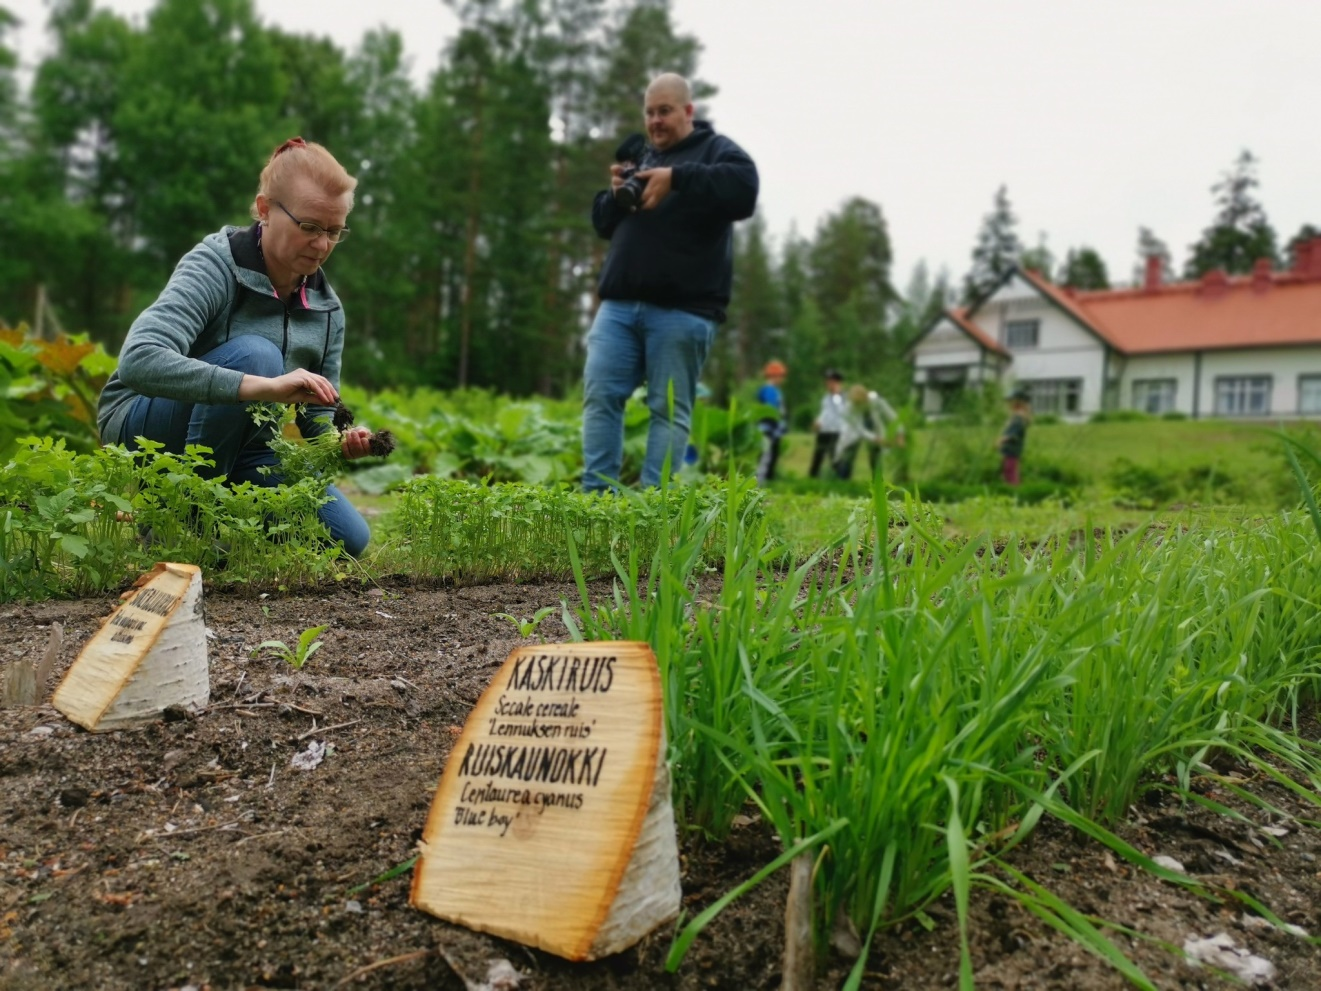 KASKIRUIS
Secale cereale
'Lennuksen ruis'
RUISKAUNOKKI
Centaurea cyanus
'Blue boy'